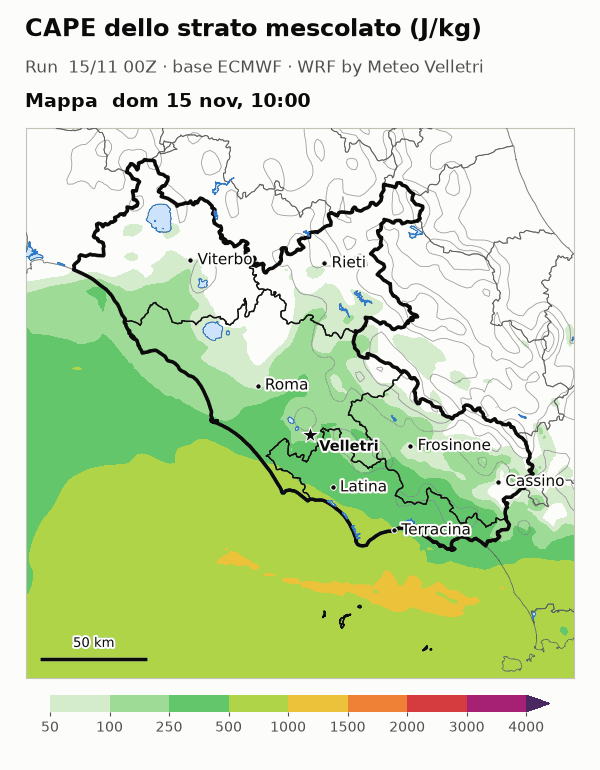 CAPE dello strato mescolato (J/kg)
Run  15/11 00Z · base ECMWF · WRF by Meteo Velletri
Mappa  dom 15 nov, 10:00
Viterbo
Rieti
Roma
Velletri
Frosinone
Cassino
Latina
Terracina
50 km
50 100 250 500 1000 1500 2000 3000 4000